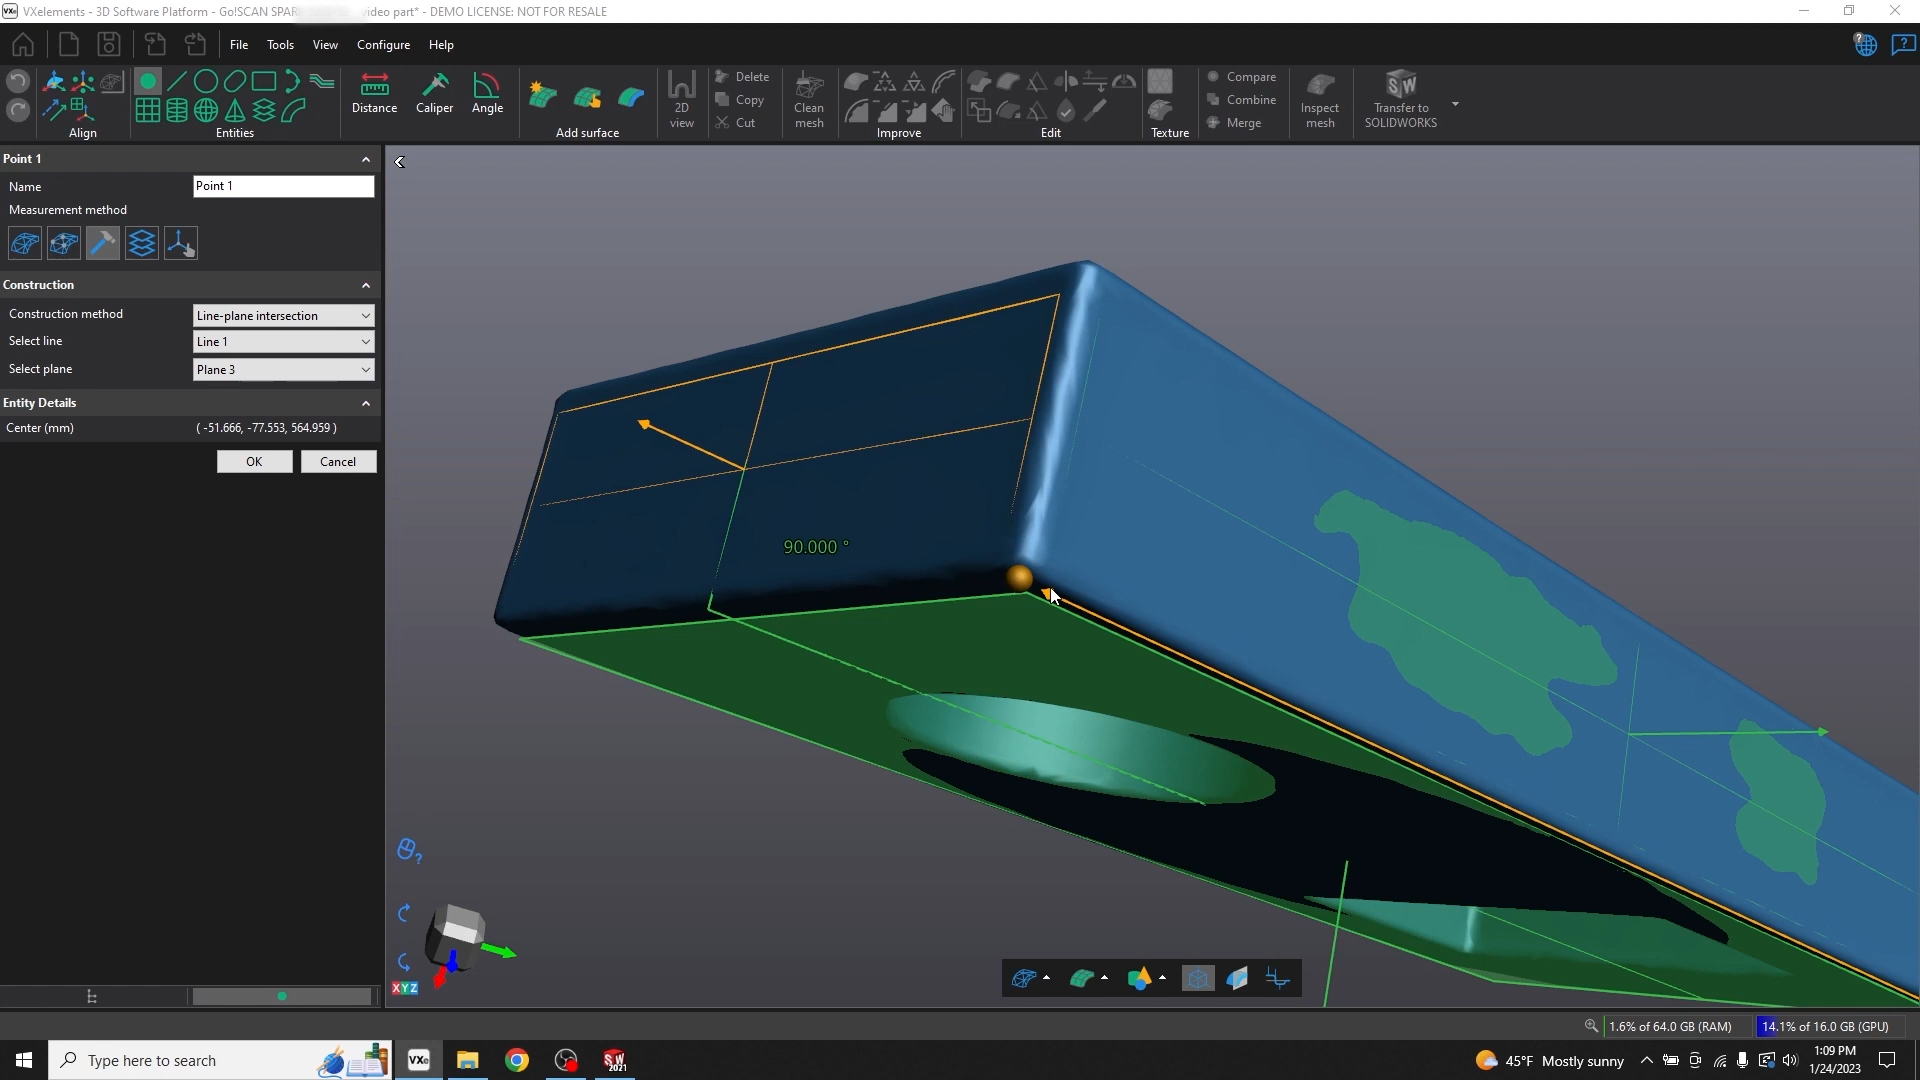 VXelements - 3D Software Platform - Go!SCAN SPAR video part* - DEMO LICENSE: NOT FOR RESALE
File Tools View Configure Help
Distance Caliper Angle
2D view
Delete
Copy
Cut
Clean mesh
Compare
Combine
Merge
Inspect mesh
Transfer to SOLIDWORKS
Align Entities Add surface Improve Edit Texture
Point 1
Name Point 1
Measurement method
Construction
Construction method Line-plane intersection
Select line Line 1
Select plane Plane 3
Entity Details
Center (mm) ( -51.666, -77.553, 564.959 )
OK Cancel
90.000 °
XYZ
1.6% of 64.0 GB (RAM) 14.1% of 16.0 GB (GPU)
Type here to search
VXe
SW 2021
45°F Mostly sunny
1:09 PM
1/24/2023